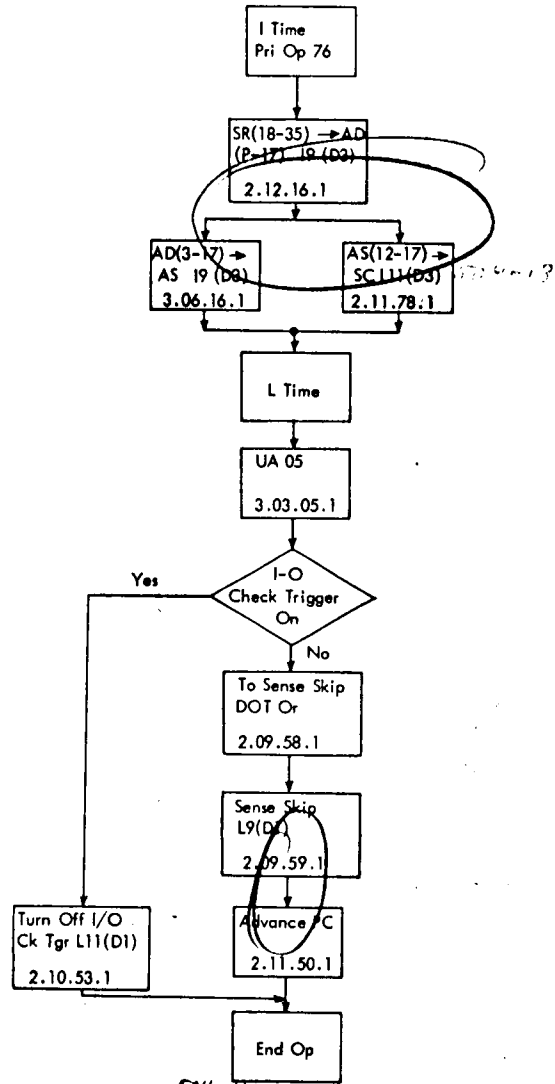 I Time
Pri Op 76
SR(18-35) →AD
(P-17) I9 (D3)
2.12.16.1
AD(3-17) →
AS I9 (D3)
3.06.16.1
AS(12-17) →
SC L11(D3)
2.11.78.1
L Time
UA 05
3.03.05.1
I-O
Check Trigger
On
Yes
No
To Sense Skip
DOT Or
2.09.58.1
Sense Skip
L9(D1)
2.09.59.1
Turn Off I/O
Ck Tgr L11(D1)
2.10.53.1
Advance PC
2.11.50.1
End Op